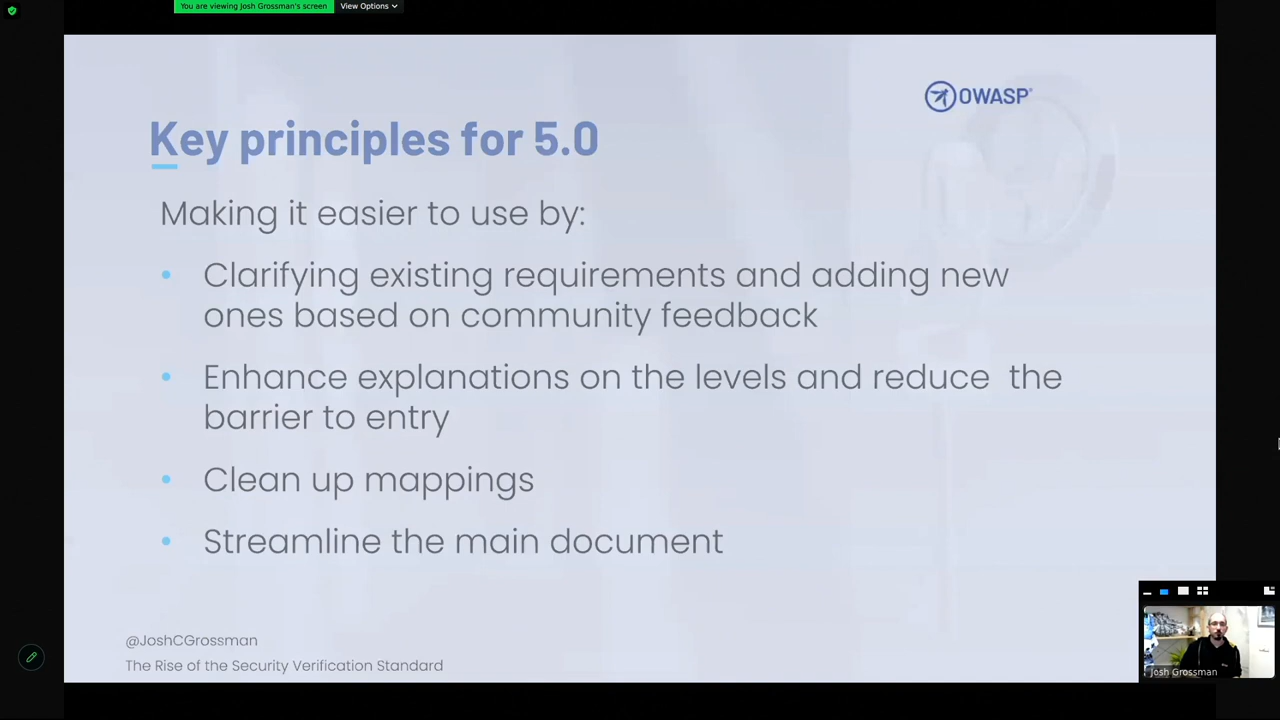 You are viewing Josh Grossman's screen View Options
OWASP
Key principles for 5.0
Making it easier to use by:
Clarifying existing requirements and adding new
ones based on community feedback
Enhance explanations on the levels and reduce the
barrier to entry
Clean up mappings
Streamline the main document
@JoshCGrossman
The Rise of the Security Verification Standard
Josh Grossman